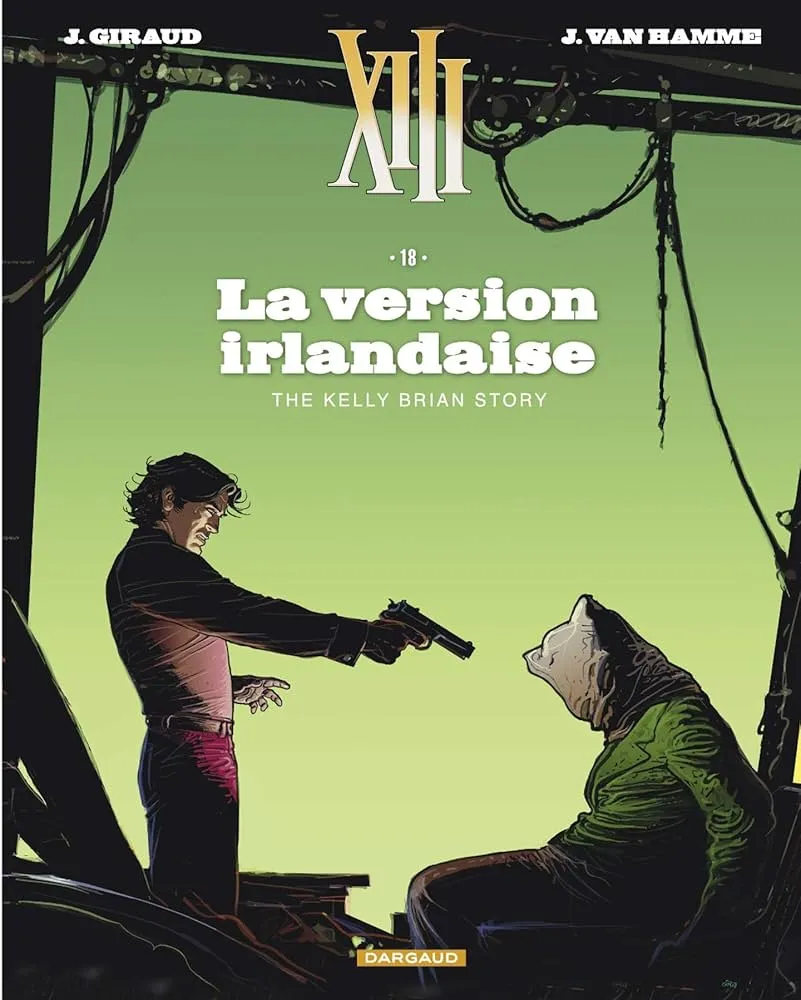 J. GIRAUD
J. VAN HAMME
XIII
• 18 •
La version
irlandaise
THE KELLY BRIAN STORY
DARGAUD